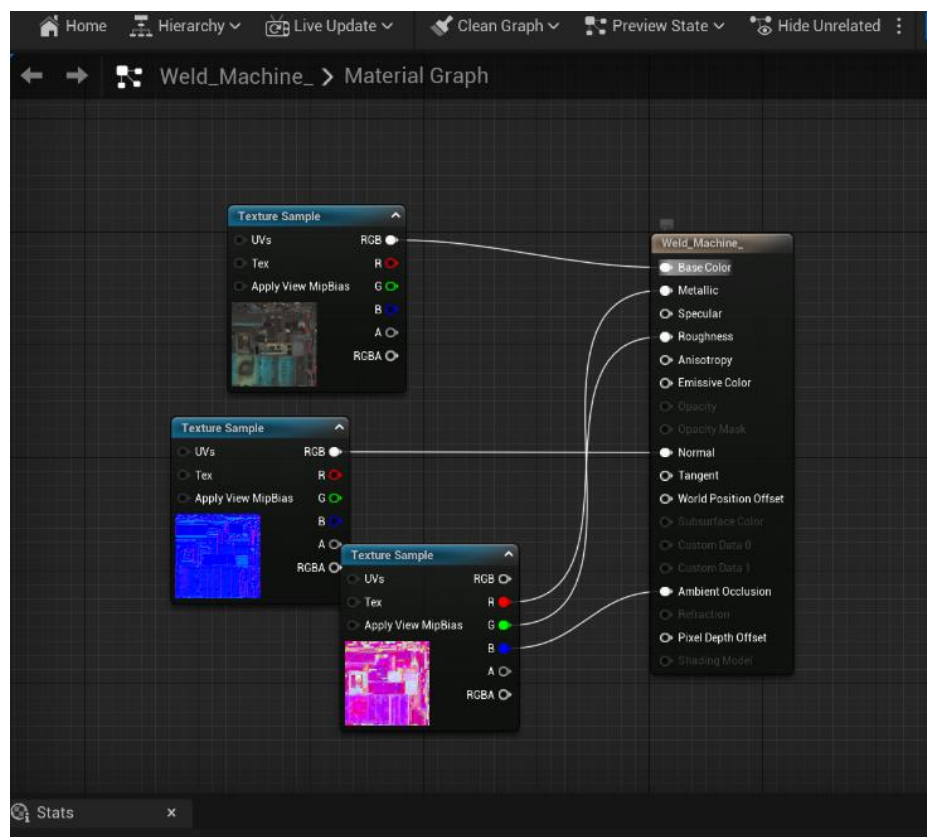 Home Hierarchy Live Update Clean Graph Preview State Hide Unrelated
Weld_Machine_ Material Graph
Texture Sample
UVs RGB
Tex R
Apply View MipBias G
B
A
RGBA
Texture Sample
UVs RGB
Tex R
Apply View MipBias G
B
A
RGBA
Texture Sample
UVs RGB
Tex R
Apply View MipBias G
B
A
RGBA
Weld_Machine_
Base Color
Metallic
Specular
Roughness
Anisotropy
Emissive Color
Opacity
Opacity Mask
Normal
Tangent
World Position Offset
Subsurface Color
Custom Data 0
Custom Data 1
Ambient Occlusion
Refraction
Pixel Depth Offset
Shading Model
Stats